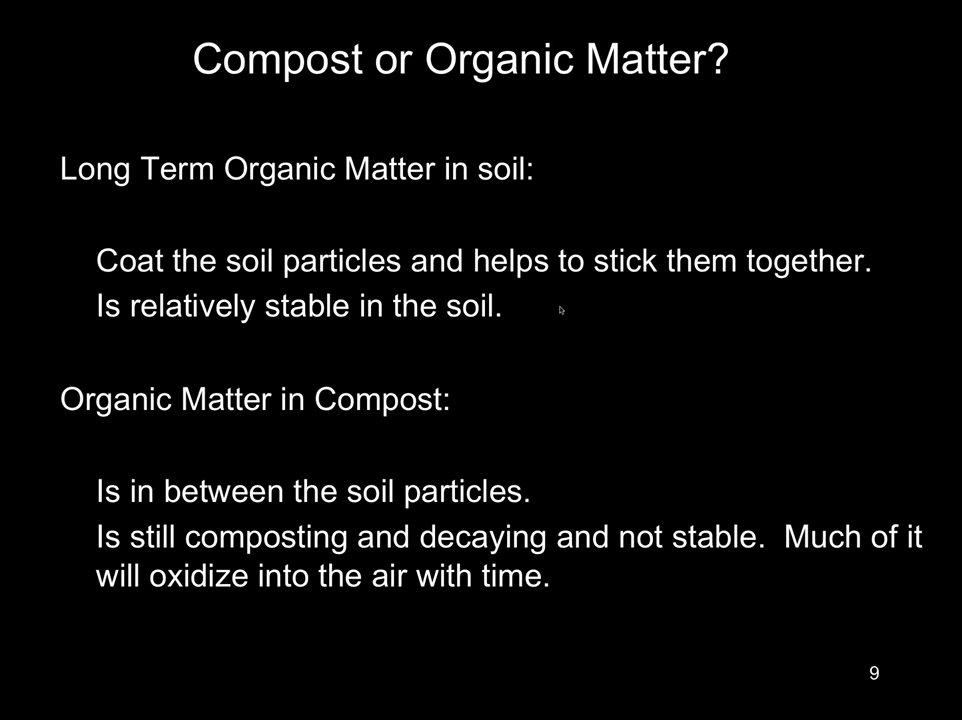 Compost or Organic Matter?
Long Term Organic Matter in soil:
Coat the soil particles and helps to stick them together.
Is relatively stable in the soil.
Organic Matter in Compost:
Is in between the soil particles.
Is still composting and decaying and not stable.  Much of it
will oxidize into the air with time.
9